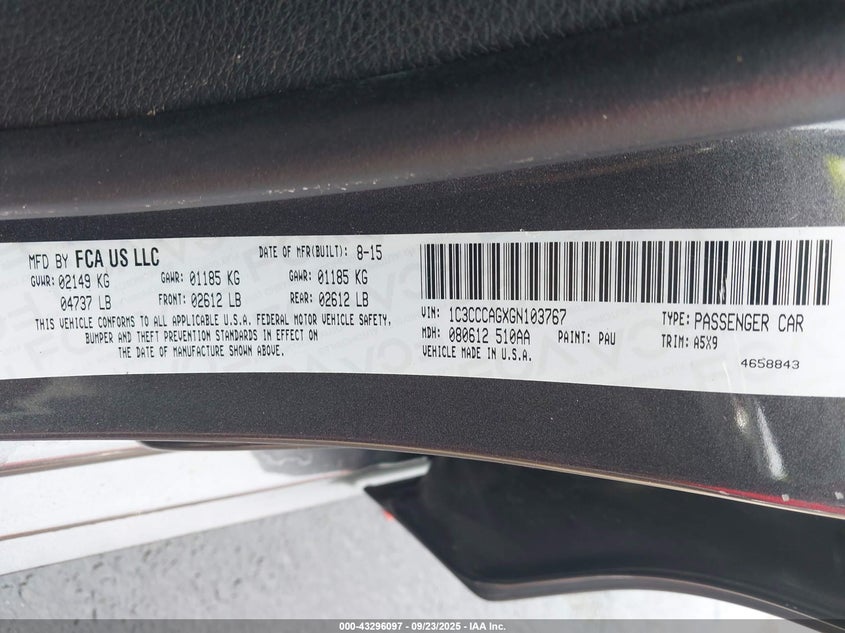 MFD BY FCA US LLC DATE OF MFR(BUILT): 8-15
GVWR: 02149 KG GAWR: 01185 KG GAWR: 01185 KG
04737 LB FRONT: 02612 LB REAR: 02612 LB
THIS VEHICLE CONFORMS TO ALL APPLICABLE U.S.A. FEDERAL MOTOR VEHICLE SAFETY,
BUMPER AND THEFT PREVENTION STANDARDS IN EFFECT ON
THE DATE OF MANUFACTURE SHOWN ABOVE.
VIN: 1C3CCCAGXGN103767 TYPE: PASSENGER CAR
MDH: 080612 510AA PAINT: PAU TRIM: A5X9
VEHICLE MADE IN U.S.A.
4658843
000-43296097 - 09/23/2025 - IAA Inc.